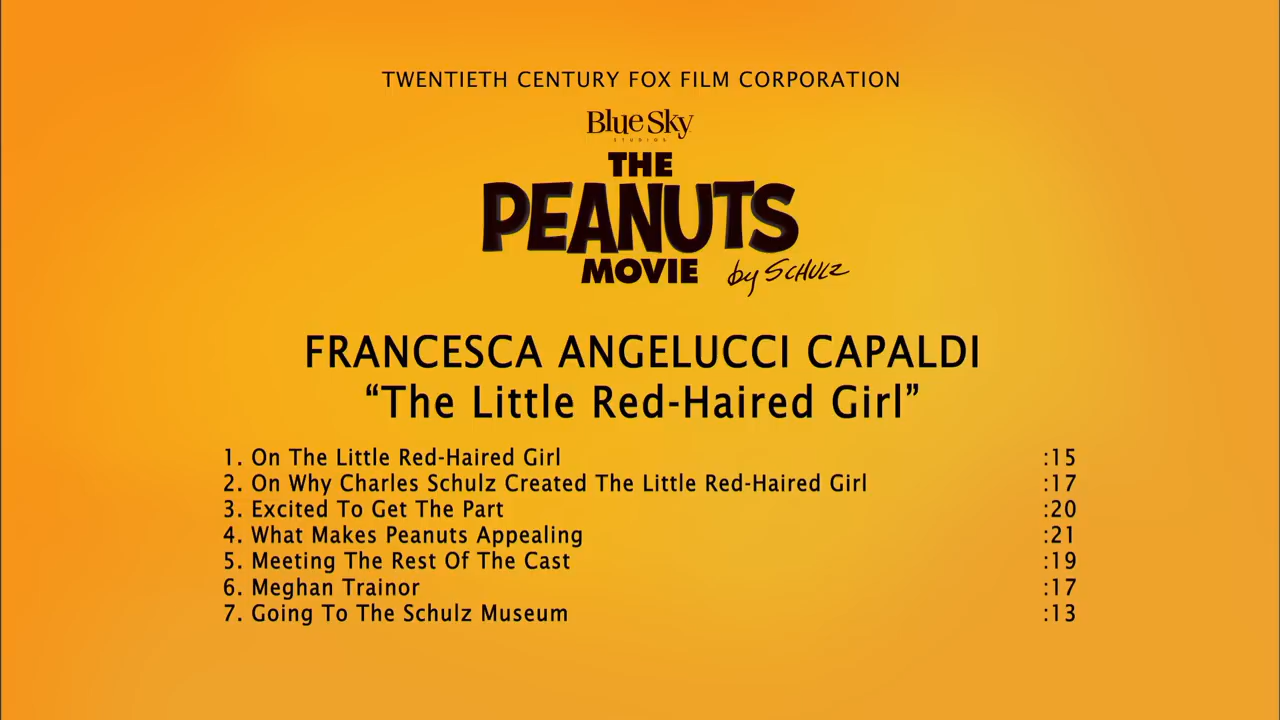 TWENTIETH CENTURY FOX FILM CORPORATION
Blue Sky
STUDIOS
THE
PEANUTS
MOVIE by SCHULZ
FRANCESCA ANGELUCCI CAPALDI
“The Little Red-Haired Girl”
1. On The Little Red-Haired Girl :15
2. On Why Charles Schulz Created The Little Red-Haired Girl :17
3. Excited To Get The Part :20
4. What Makes Peanuts Appealing :21
5. Meeting The Rest Of The Cast :19
6. Meghan Trainor :17
7. Going To The Schulz Museum :13